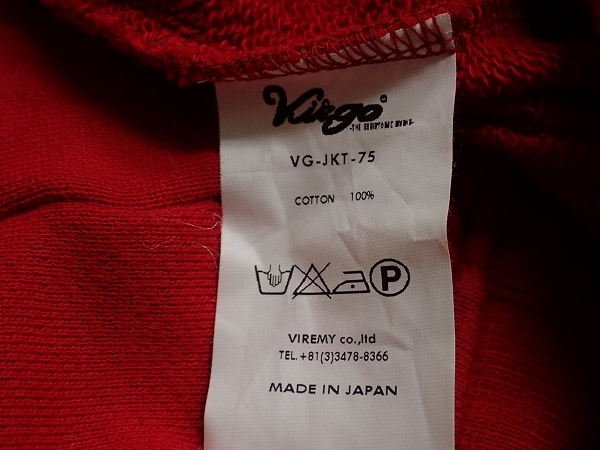 Virgo
VG-JKT-75
COTTON 100%
P
VIREMY co.,ltd
TEL.+81(3)3478-8366
MADE IN JAPAN